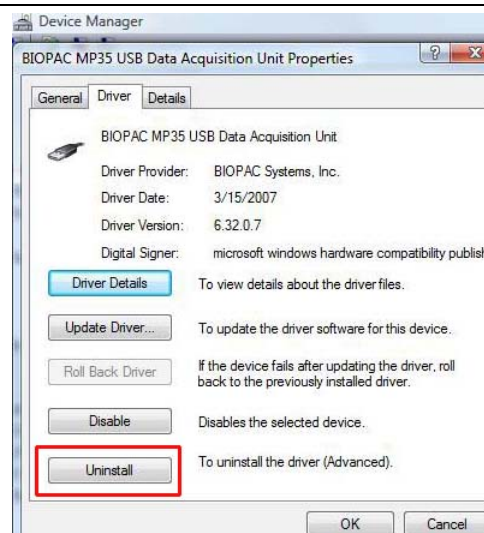 Device Manager
BIOPAC MP35 USB Data Acquisition Unit Properties
General Driver Details
BIOPAC MP35 USB Data Acquisition Unit
Driver Provider: BIOPAC Systems, Inc.
Driver Date: 3/15/2007
Driver Version: 6.32.0.7
Digital Signer: microsoft windows hardware compatibility publish
Driver Details To view details about the driver files.
Update Driver... To update the driver software for this device.
Roll Back Driver If the device fails after updating the driver, roll
back to the previously installed driver.
Disable Disables the selected device.
Uninstall To uninstall the driver (Advanced).
OK Cancel